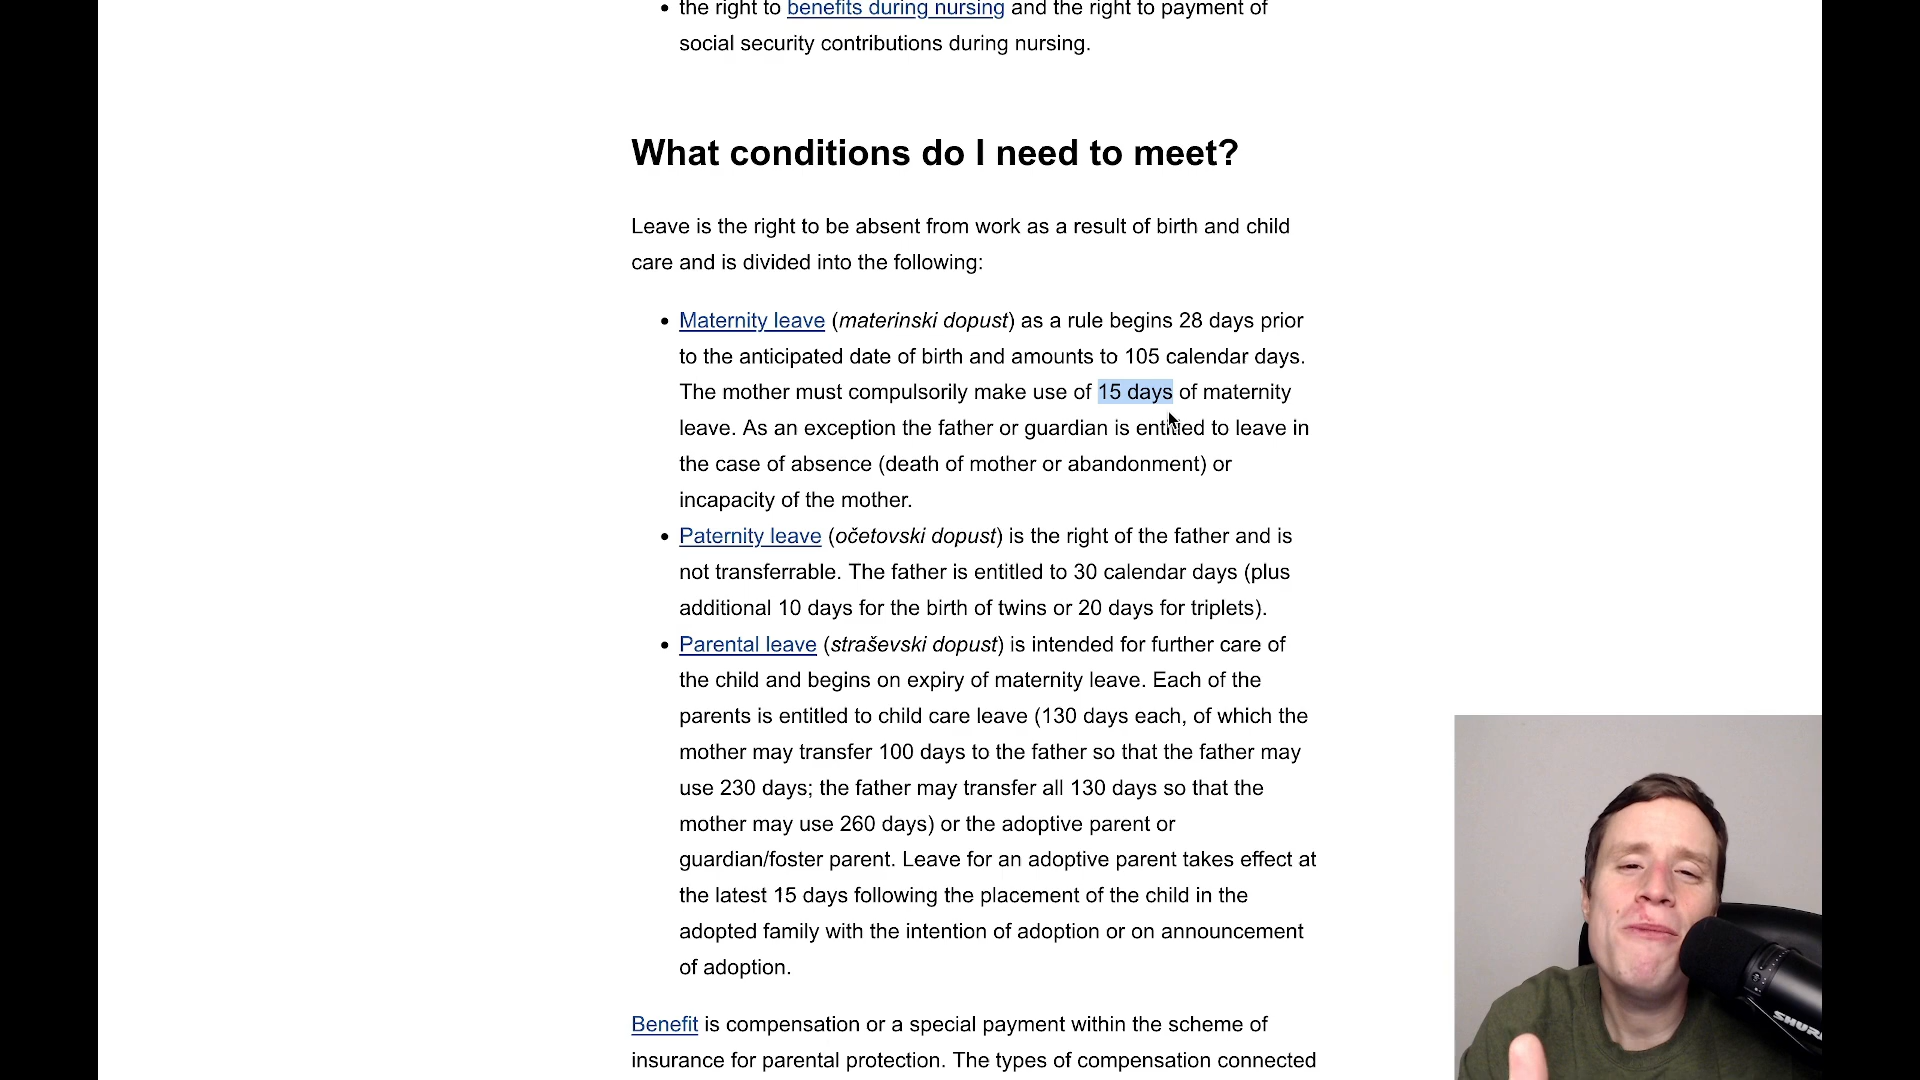 • the right to benefits during nursing and the right to payment of
social security contributions during nursing.
What conditions do I need to meet?
Leave is the right to be absent from work as a result of birth and child
care and is divided into the following:
• Maternity leave (materinski dopust) as a rule begins 28 days prior
to the anticipated date of birth and amounts to 105 calendar days.
The mother must compulsorily make use of 15 days of maternity
leave. As an exception the father or guardian is entitled to leave in
the case of absence (death of mother or abandonment) or
incapacity of the mother.
• Paternity leave (očetovski dopust) is the right of the father and is
not transferrable. The father is entitled to 30 calendar days (plus
additional 10 days for the birth of twins or 20 days for triplets).
• Parental leave (straševski dopust) is intended for further care of
the child and begins on expiry of maternity leave. Each of the
parents is entitled to child care leave (130 days each, of which the
mother may transfer 100 days to the father so that the father may
use 230 days; the father may transfer all 130 days so that the
mother may use 260 days) or the adoptive parent or
guardian/foster parent. Leave for an adoptive parent takes effect at
the latest 15 days following the placement of the child in the
adopted family with the intention of adoption or on announcement
of adoption.
Benefit is compensation or a special payment within the scheme of
insurance for parental protection. The types of compensation connected